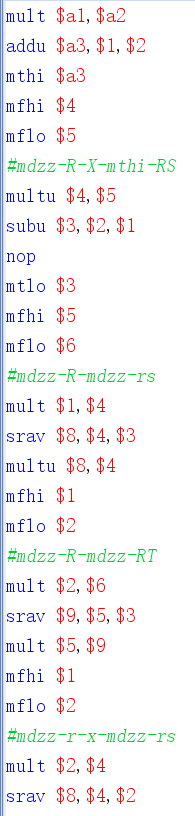 mult $a1,$a2
addu $a3,$1,$2
mthi $a3
mfhi $4
mflo $5
#mdzz-R-X-mthi-RS
multu $4,$5
subu $3,$2,$1
nop
mtlo $3
mfhi $5
mflo $6
#mdzz-R-mdzz-rs
mult $1,$4
srav $8,$4,$3
multu $8,$4
mfhi $1
mflo $2
#mdzz-R-mdzz-RT
mult $2,$6
srav $9,$5,$3
mult $5,$9
mfhi $1
mflo $2
#mdzz-r-x-mdzz-rs
mult $2,$4
srav $8,$4,$2